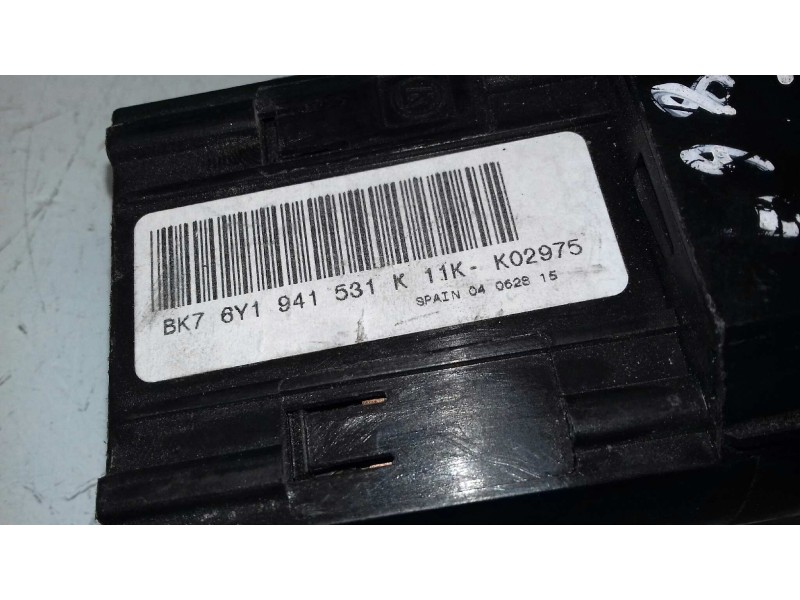 BK7 6Y1 941 531 K 11K- K02975
SPAIN 04 0628 15